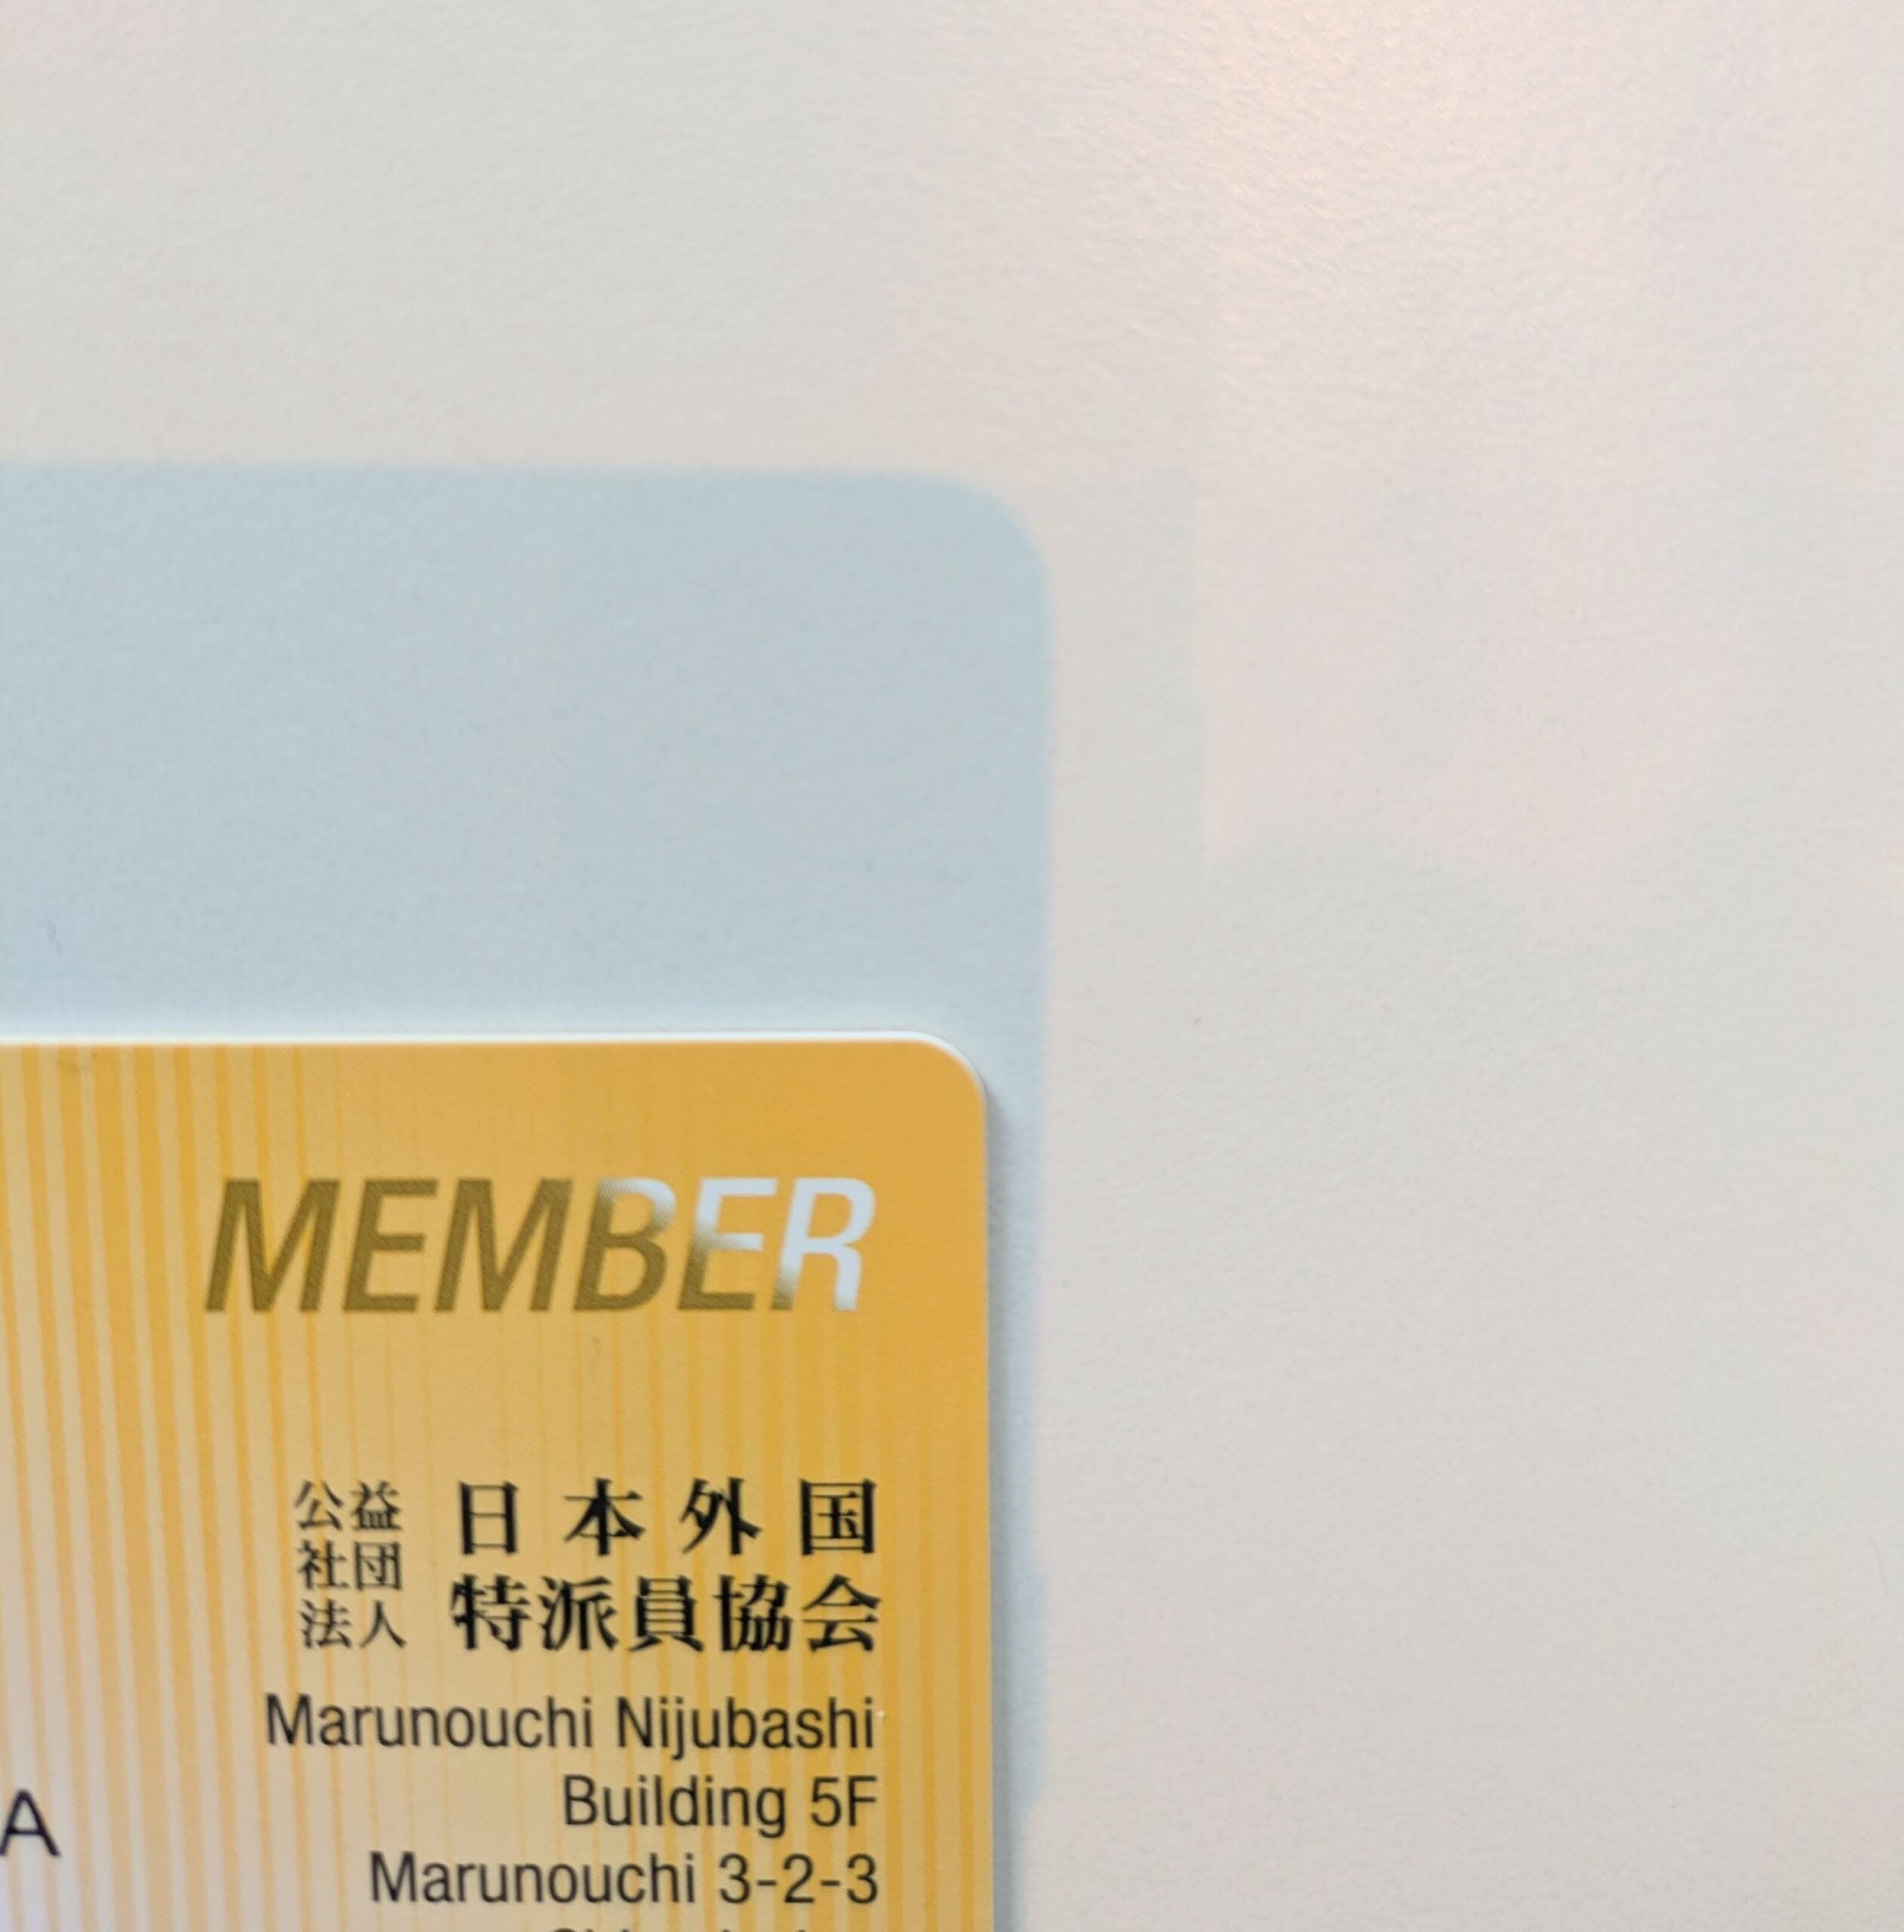 MEMBER
公益
社団
法人
日本外国
特派員協会
Marunouchi Nijubashi
Building 5F
A
Marunouchi 3-2-3